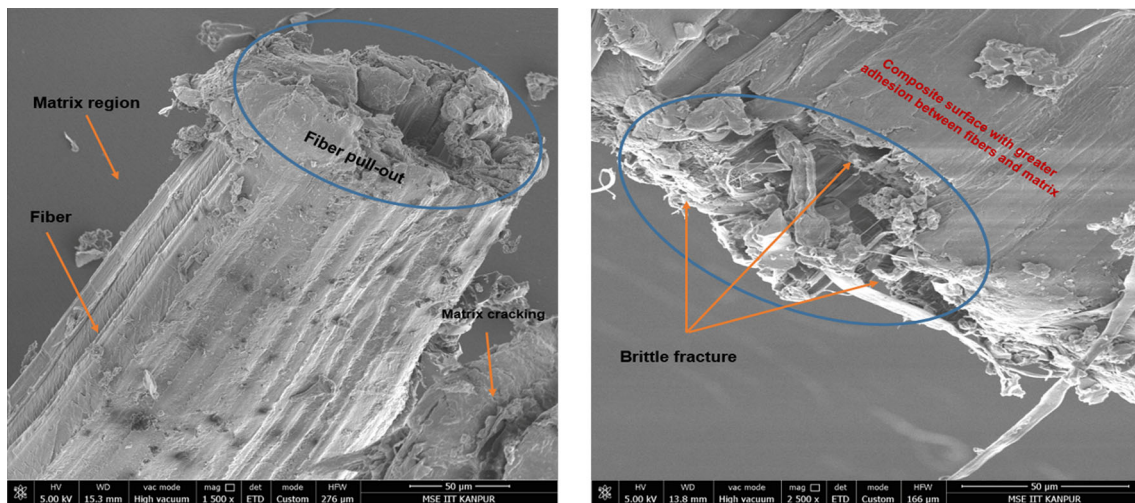 Matrix region
Fiber pull-out
Fiber
Matrix cracking
HV WD vac mode mag det mode HFW 50 µm
5.00 kV 15.3 mm High vacuum 1 500 x ETD Custom 276 µm MSE IIT KANPUR
Composite surface with greater
adhesion between fibers and matrix
Brittle fracture
HV WD vac mode mag det mode HFW 50 µm
5.00 kV 13.8 mm High vacuum 2 500 x ETD Custom 166 µm MSE IIT KANPUR